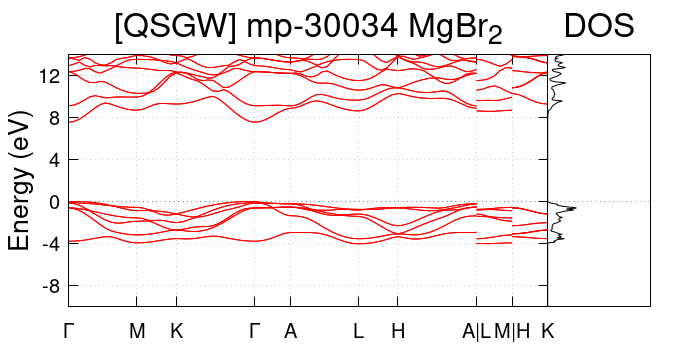 [QSGW] mp-30034 MgBr2 DOS
Energy (eV)
12
8
4
0
-4
-8
Γ M K Γ A L H A|L M|H K